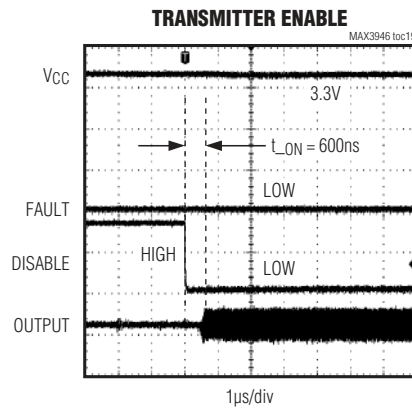 TRANSMITTER ENABLE
MAX3946 toc19
VCC
3.3V
t_ON = 600ns
LOW
FAULT
HIGH
DISABLE
LOW
OUTPUT
1µs/div